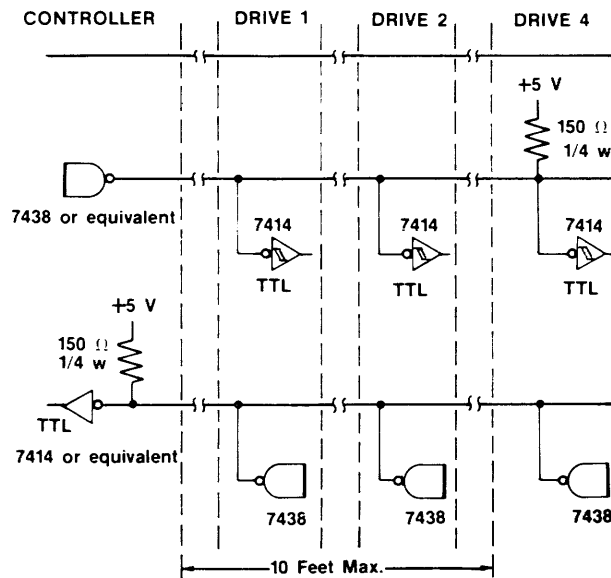 CONTROLLER
DRIVE 1
DRIVE 2
DRIVE 4
+5 V
150 Ω
1/4 w
7438 or equivalent
7414
TTL
7414
TTL
7414
TTL
+5 V
150 Ω
1/4 w
TTL
7414 or equivalent
7438
7438
7438
10 Feet Max.